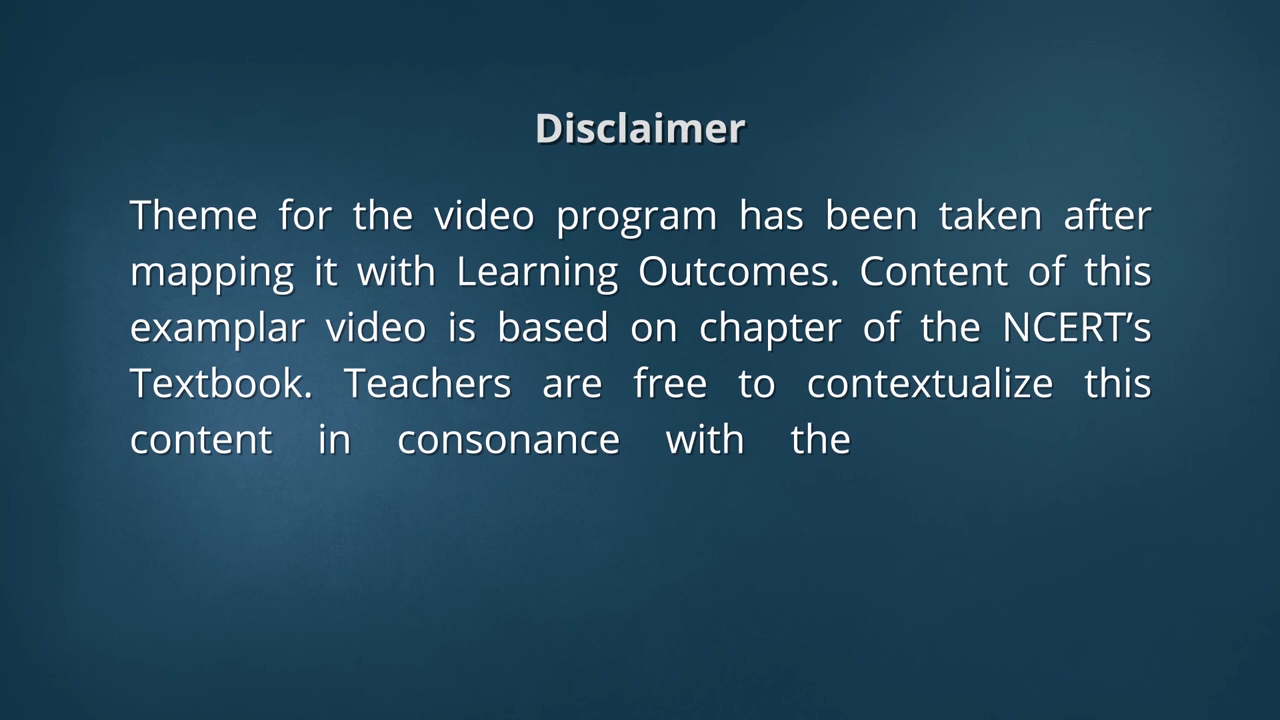 Disclaimer
Theme for the video program has been taken after
mapping it with Learning Outcomes. Content of this
examplar video is based on chapter of the NCERT’s
Textbook. Teachers are free to contextualize this
content in consonance with the